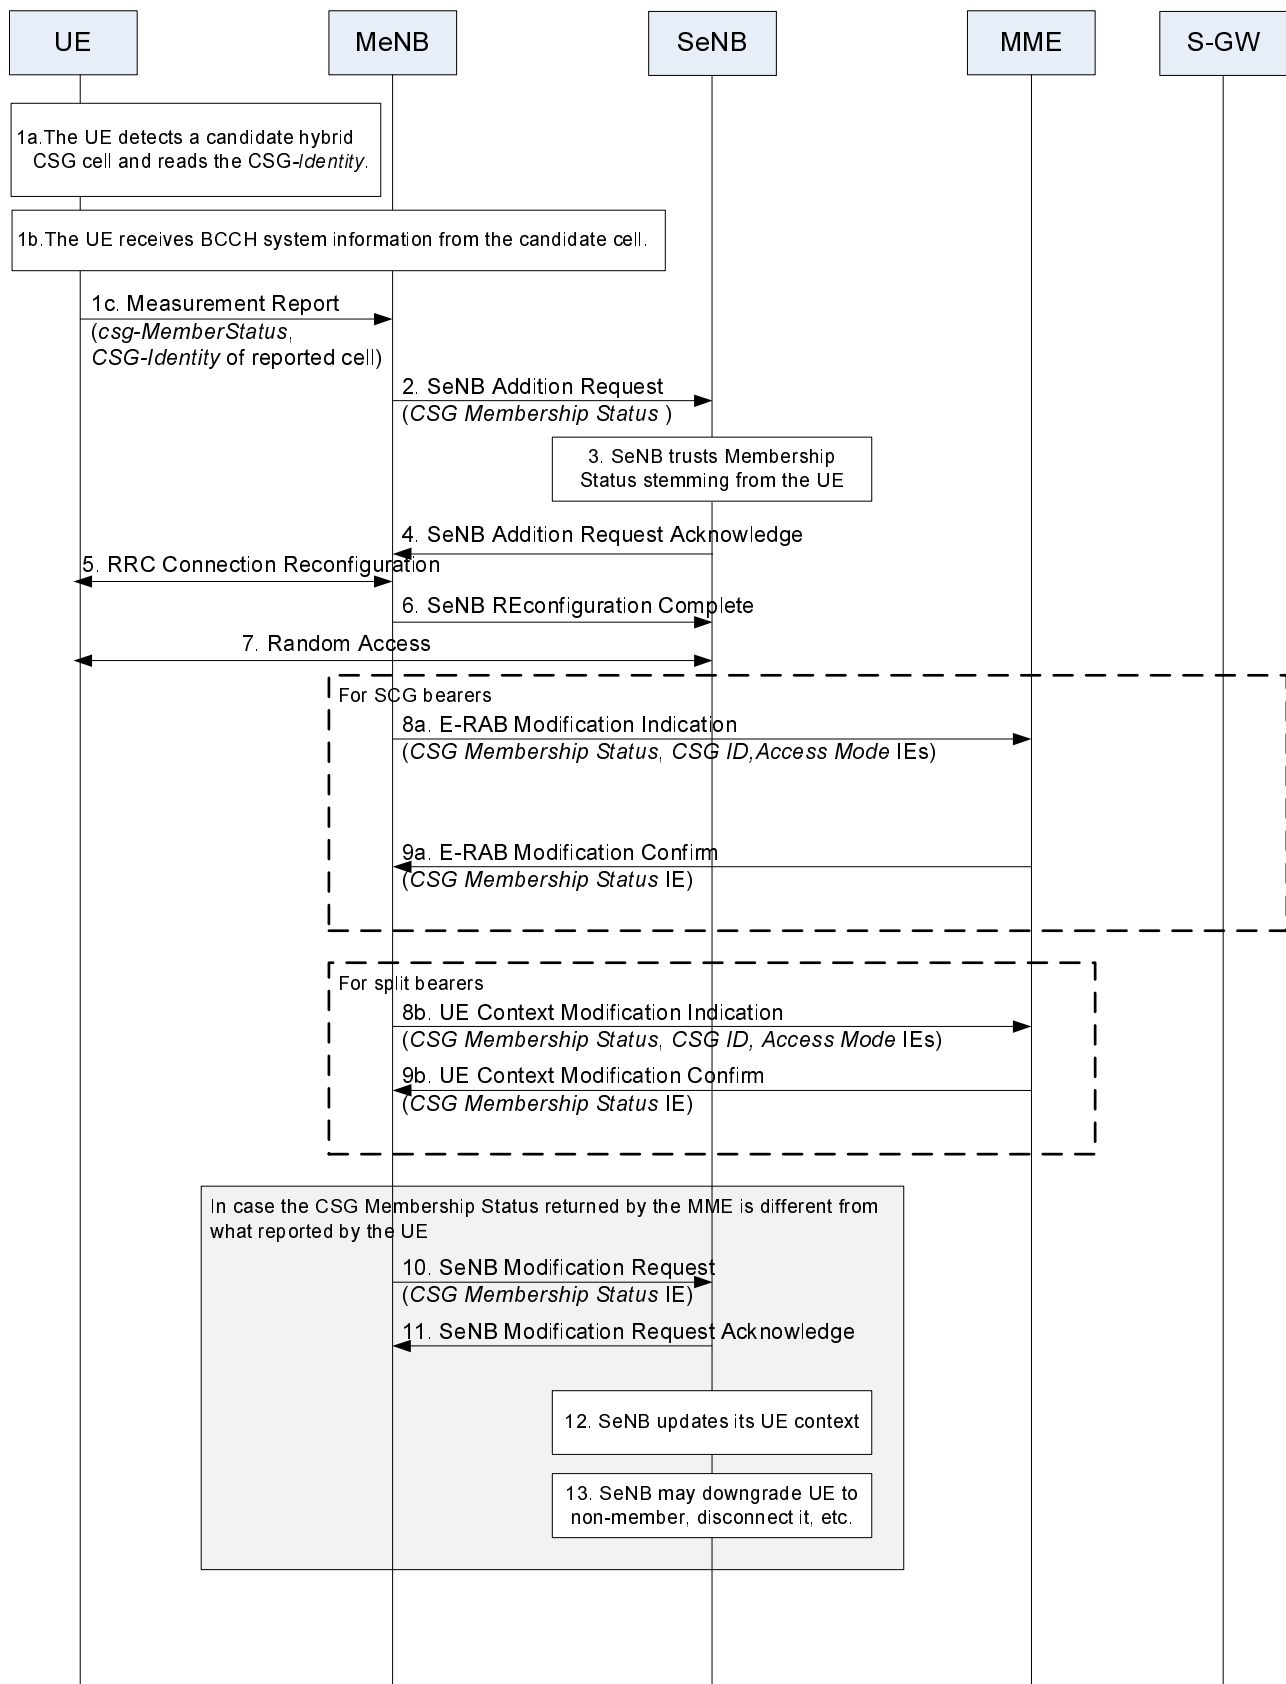 UE
MeNB
SeNB
MME
S-GW
1a.The UE detects a candidate hybrid
CSG cell and reads the CSG-Identity.
1b.The UE receives BCCH system information from the candidate cell.
1c. Measurement Report
(csg-MemberStatus,
CSG-Identity of reported cell)
2. SeNB Addition Request
(CSG Membership Status )
3. SeNB trusts Membership
Status stemming from the UE
4. SeNB Addition Request Acknowledge
5. RRC Connection Reconfiguration
6. SeNB REconfiguration Complete
7. Random Access
For SCG bearers
8a. E-RAB Modification Indication
(CSG Membership Status, CSG ID,Access Mode IEs)
9a. E-RAB Modification Confirm
(CSG Membership Status IE)
For split bearers
8b. UE Context Modification Indication
(CSG Membership Status, CSG ID, Access Mode IEs)
9b. UE Context Modification Confirm
(CSG Membership Status IE)
In case the CSG Membership Status returned by the MME is different from
what reported by the UE
10. SeNB Modification Request
(CSG Membership Status IE)
11. SeNB Modification Request Acknowledge
12. SeNB updates its UE context
13. SeNB may downgrade UE to
non-member, disconnect it, etc.